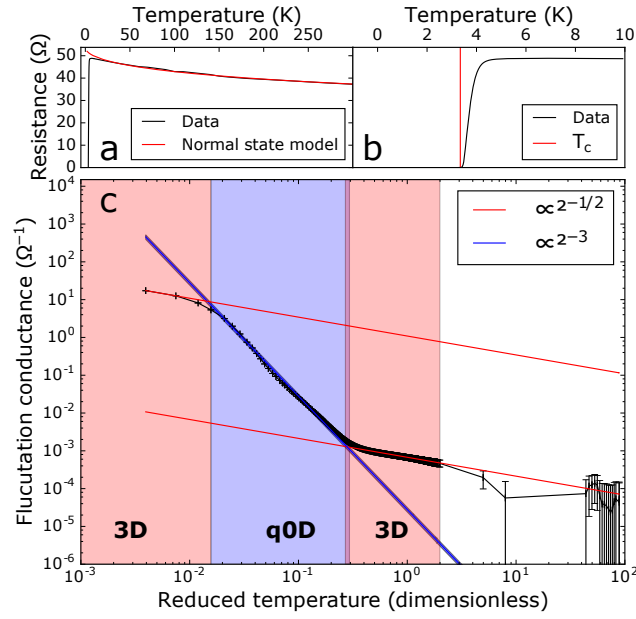 Temperature (K) Temperature (K)
0 50 100 150 200 250 0 2 4 6 8 10
Resistance (Ω)
50
40
30
20
10
0
a
Data
Normal state model
b
Data
T_c
Flucutation conductance (Ω⁻¹)
10⁴
10³
10²
10¹
10⁰
10⁻¹
10⁻²
10⁻³
10⁻⁴
10⁻⁵
10⁻⁶
c
∝2⁻¹/²
∝2⁻³
3D q0D 3D
10⁻³ 10⁻² 10⁻¹ 10⁰ 10¹ 10²
Reduced temperature (dimensionless)